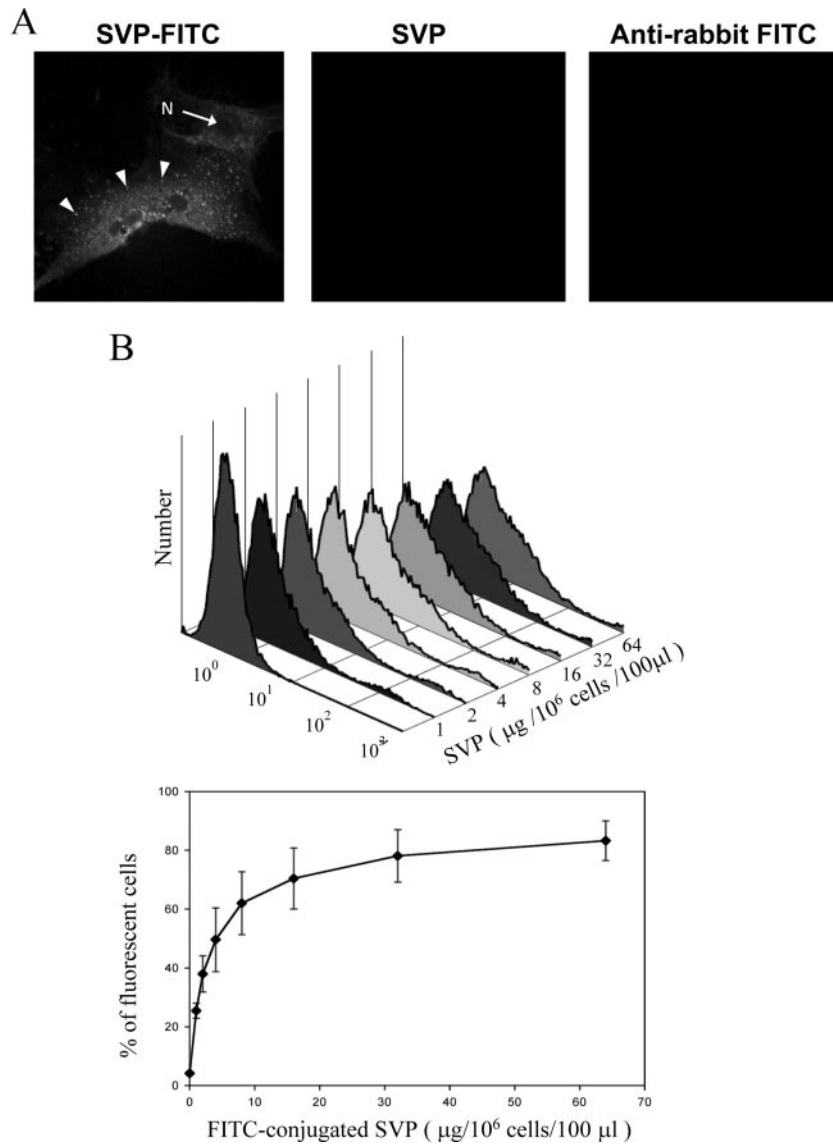 A
SVP-FITC
SVP
Anti-rabbit FITC
N
B
Number
10⁰
10¹
10²
1
2
4
8
16
32
64
SVP ( μg /10⁶ cells /100μl )
% of fluorescent cells
100
80
60
40
20
0
0 10 20 30 40 50 60 70
FITC-conjugated SVP ( μg/10⁶ cells/100 μl )